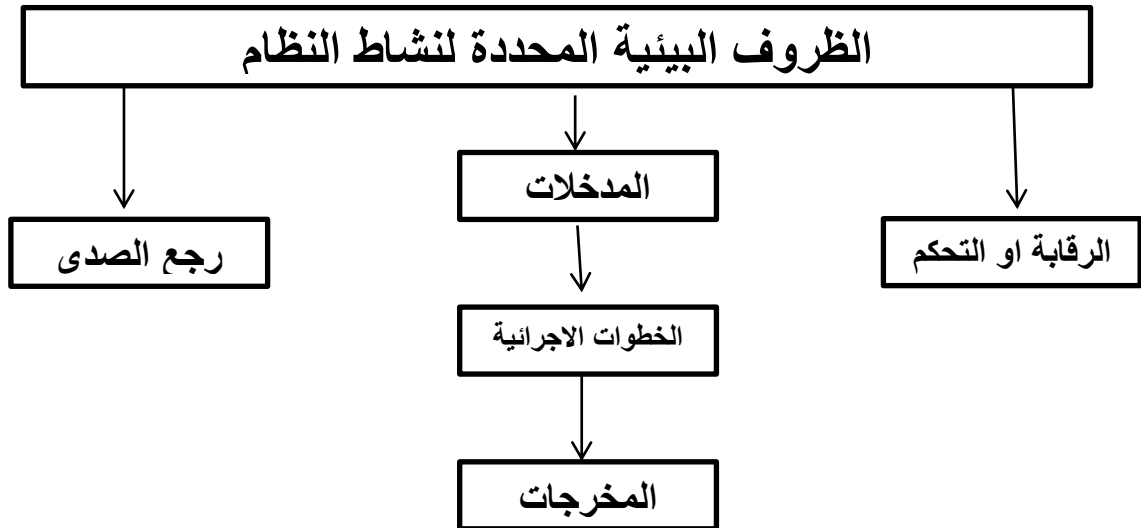 الظروف البيئية المحددة لنشاط النظام
المدخلات
الرقابة او التحكم
رجع الصدى
الخطوات الاجرائية
المخرجات